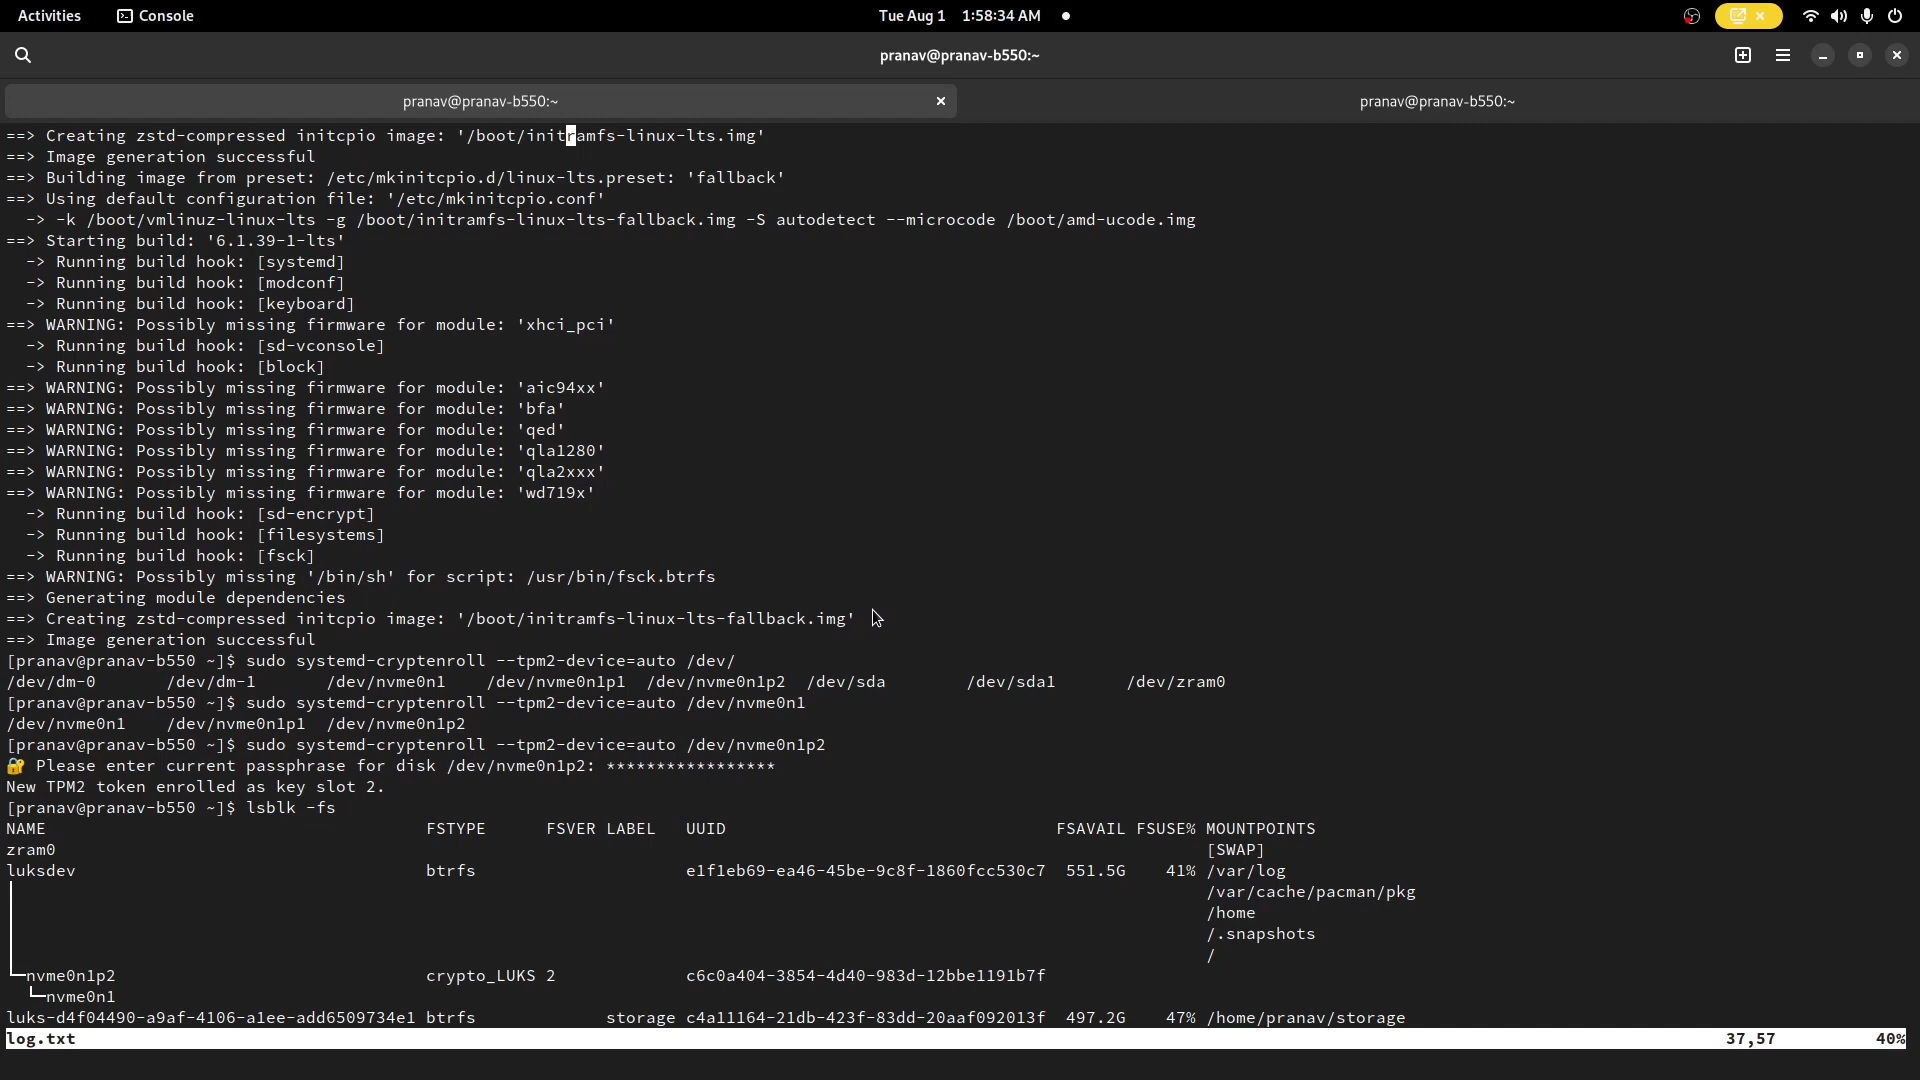 Activities Console Tue Aug 1 1:58:34 AM
pranav@pranav-b550:~
pranav@pranav-b550:~ pranav@pranav-b550:~
==> Creating zstd-compressed initcpio image: '/boot/initramfs-linux-lts.img'
==> Image generation successful
==> Building image from preset: /etc/mkinitcpio.d/linux-lts.preset: 'fallback'
==> Using default configuration file: '/etc/mkinitcpio.conf'
  -> -k /boot/vmlinuz-linux-lts -g /boot/initramfs-linux-lts-fallback.img -S autodetect --microcode /boot/amd-ucode.img
==> Starting build: '6.1.39-1-lts'
  -> Running build hook: [systemd]
  -> Running build hook: [modconf]
  -> Running build hook: [keyboard]
==> WARNING: Possibly missing firmware for module: 'xhci_pci'
  -> Running build hook: [sd-vconsole]
  -> Running build hook: [block]
==> WARNING: Possibly missing firmware for module: 'aic94xx'
==> WARNING: Possibly missing firmware for module: 'bfa'
==> WARNING: Possibly missing firmware for module: 'qed'
==> WARNING: Possibly missing firmware for module: 'qla1280'
==> WARNING: Possibly missing firmware for module: 'qla2xxx'
==> WARNING: Possibly missing firmware for module: 'wd719x'
  -> Running build hook: [sd-encrypt]
  -> Running build hook: [filesystems]
  -> Running build hook: [fsck]
==> WARNING: Possibly missing '/bin/sh' for script: /usr/bin/fsck.btrfs
==> Generating module dependencies
==> Creating zstd-compressed initcpio image: '/boot/initramfs-linux-lts-fallback.img'
==> Image generation successful
[pranav@pranav-b550 ~]$ sudo systemd-cryptenroll --tpm2-device=auto /dev/
/dev/dm-0 /dev/dm-1 /dev/nvme0n1 /dev/nvme0n1p1 /dev/nvme0n1p2 /dev/sda /dev/sda1 /dev/zram0
[pranav@pranav-b550 ~]$ sudo systemd-cryptenroll --tpm2-device=auto /dev/nvme0n1
/dev/nvme0n1 /dev/nvme0n1p1 /dev/nvme0n1p2
[pranav@pranav-b550 ~]$ sudo systemd-cryptenroll --tpm2-device=auto /dev/nvme0n1p2
🔐 Please enter current passphrase for disk /dev/nvme0n1p2: *****************
New TPM2 token enrolled as key slot 2.
[pranav@pranav-b550 ~]$ lsblk -fs
NAME FSTYPE FSVER LABEL UUID FSAVAIL FSUSE% MOUNTPOINTS
zram0 [SWAP]
luksdev btrfs e1f1eb69-ea46-45be-9c8f-1860fcc530c7 551.5G 41% /var/log
/var/cache/pacman/pkg
/home
/.snapshots
/
└─nvme0n1p2 crypto_LUKS 2 c6c0a404-3854-4d40-983d-12bbe1191b7f
  └─nvme0n1
luks-d4f04490-a9af-4106-a1ee-add6509734e1 btrfs storage c4a11164-21db-423f-83dd-20aaf092013f 497.2G 47% /home/pranav/storage
log.txt 37,57 40%